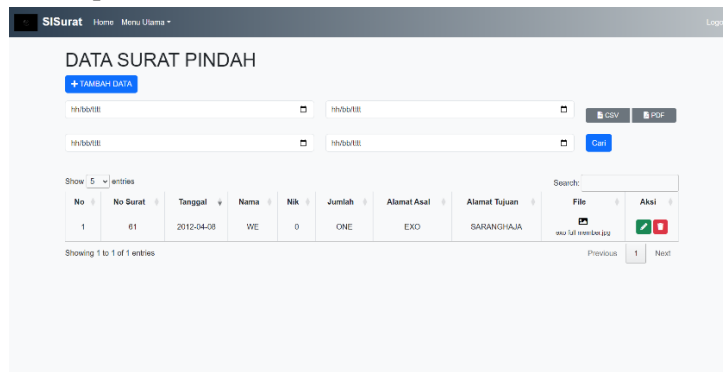 SISurat Home Menu Utama
Logo
DATA SURAT PINDAH
+ TAMBAH DATA
hh/bb/tttt hh/bb/tttt CSV PDF
hh/bb/tttt hh/bb/tttt Cari
Show 5 entries Search:
No No Surat Tanggal Nama Nik Jumlah Alamat Asal Alamat Tujuan File Aksi
1 61 2012-04-08 WE 0 ONE EXO SARANGHAJA exo full member.jpg
Showing 1 to 1 of 1 entries Previous 1 Next